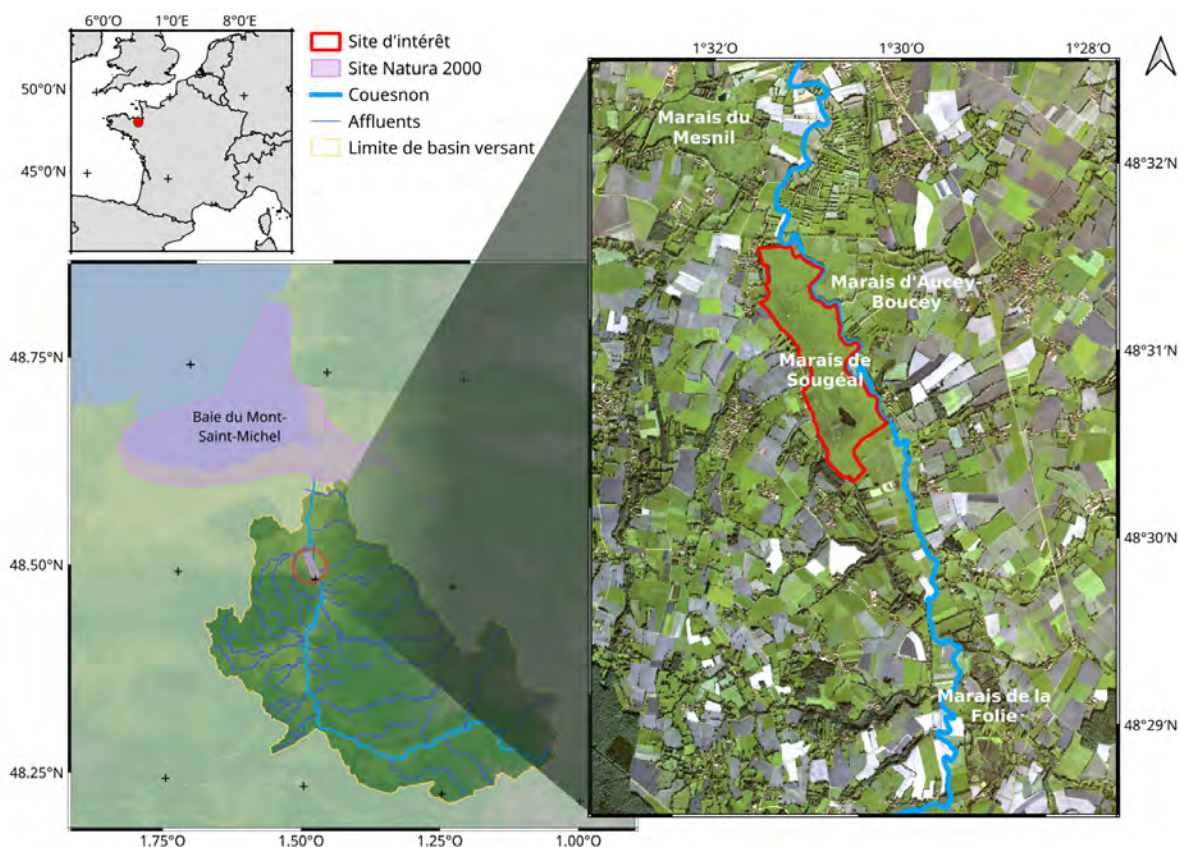 6°0'O 1°0'E 8°0'E
50°0'N
45°0'N
Site d'intérêt
Site Natura 2000
Couesnon
Affluents
Limite de basin versant
48.75°N
48.50°N
48.25°N
1.75°O 1.50°O 1.25°O 1.00°O
Baie du Mont-
Saint-Michel
1°32'O 1°30'O 1°28'O
48°32'N
48°31'N
48°30'N
48°29'N
Marais du
Mesnil
Marais d'Aucey-
Boucey
Marais de
Sougéal
Marais de la
Folie